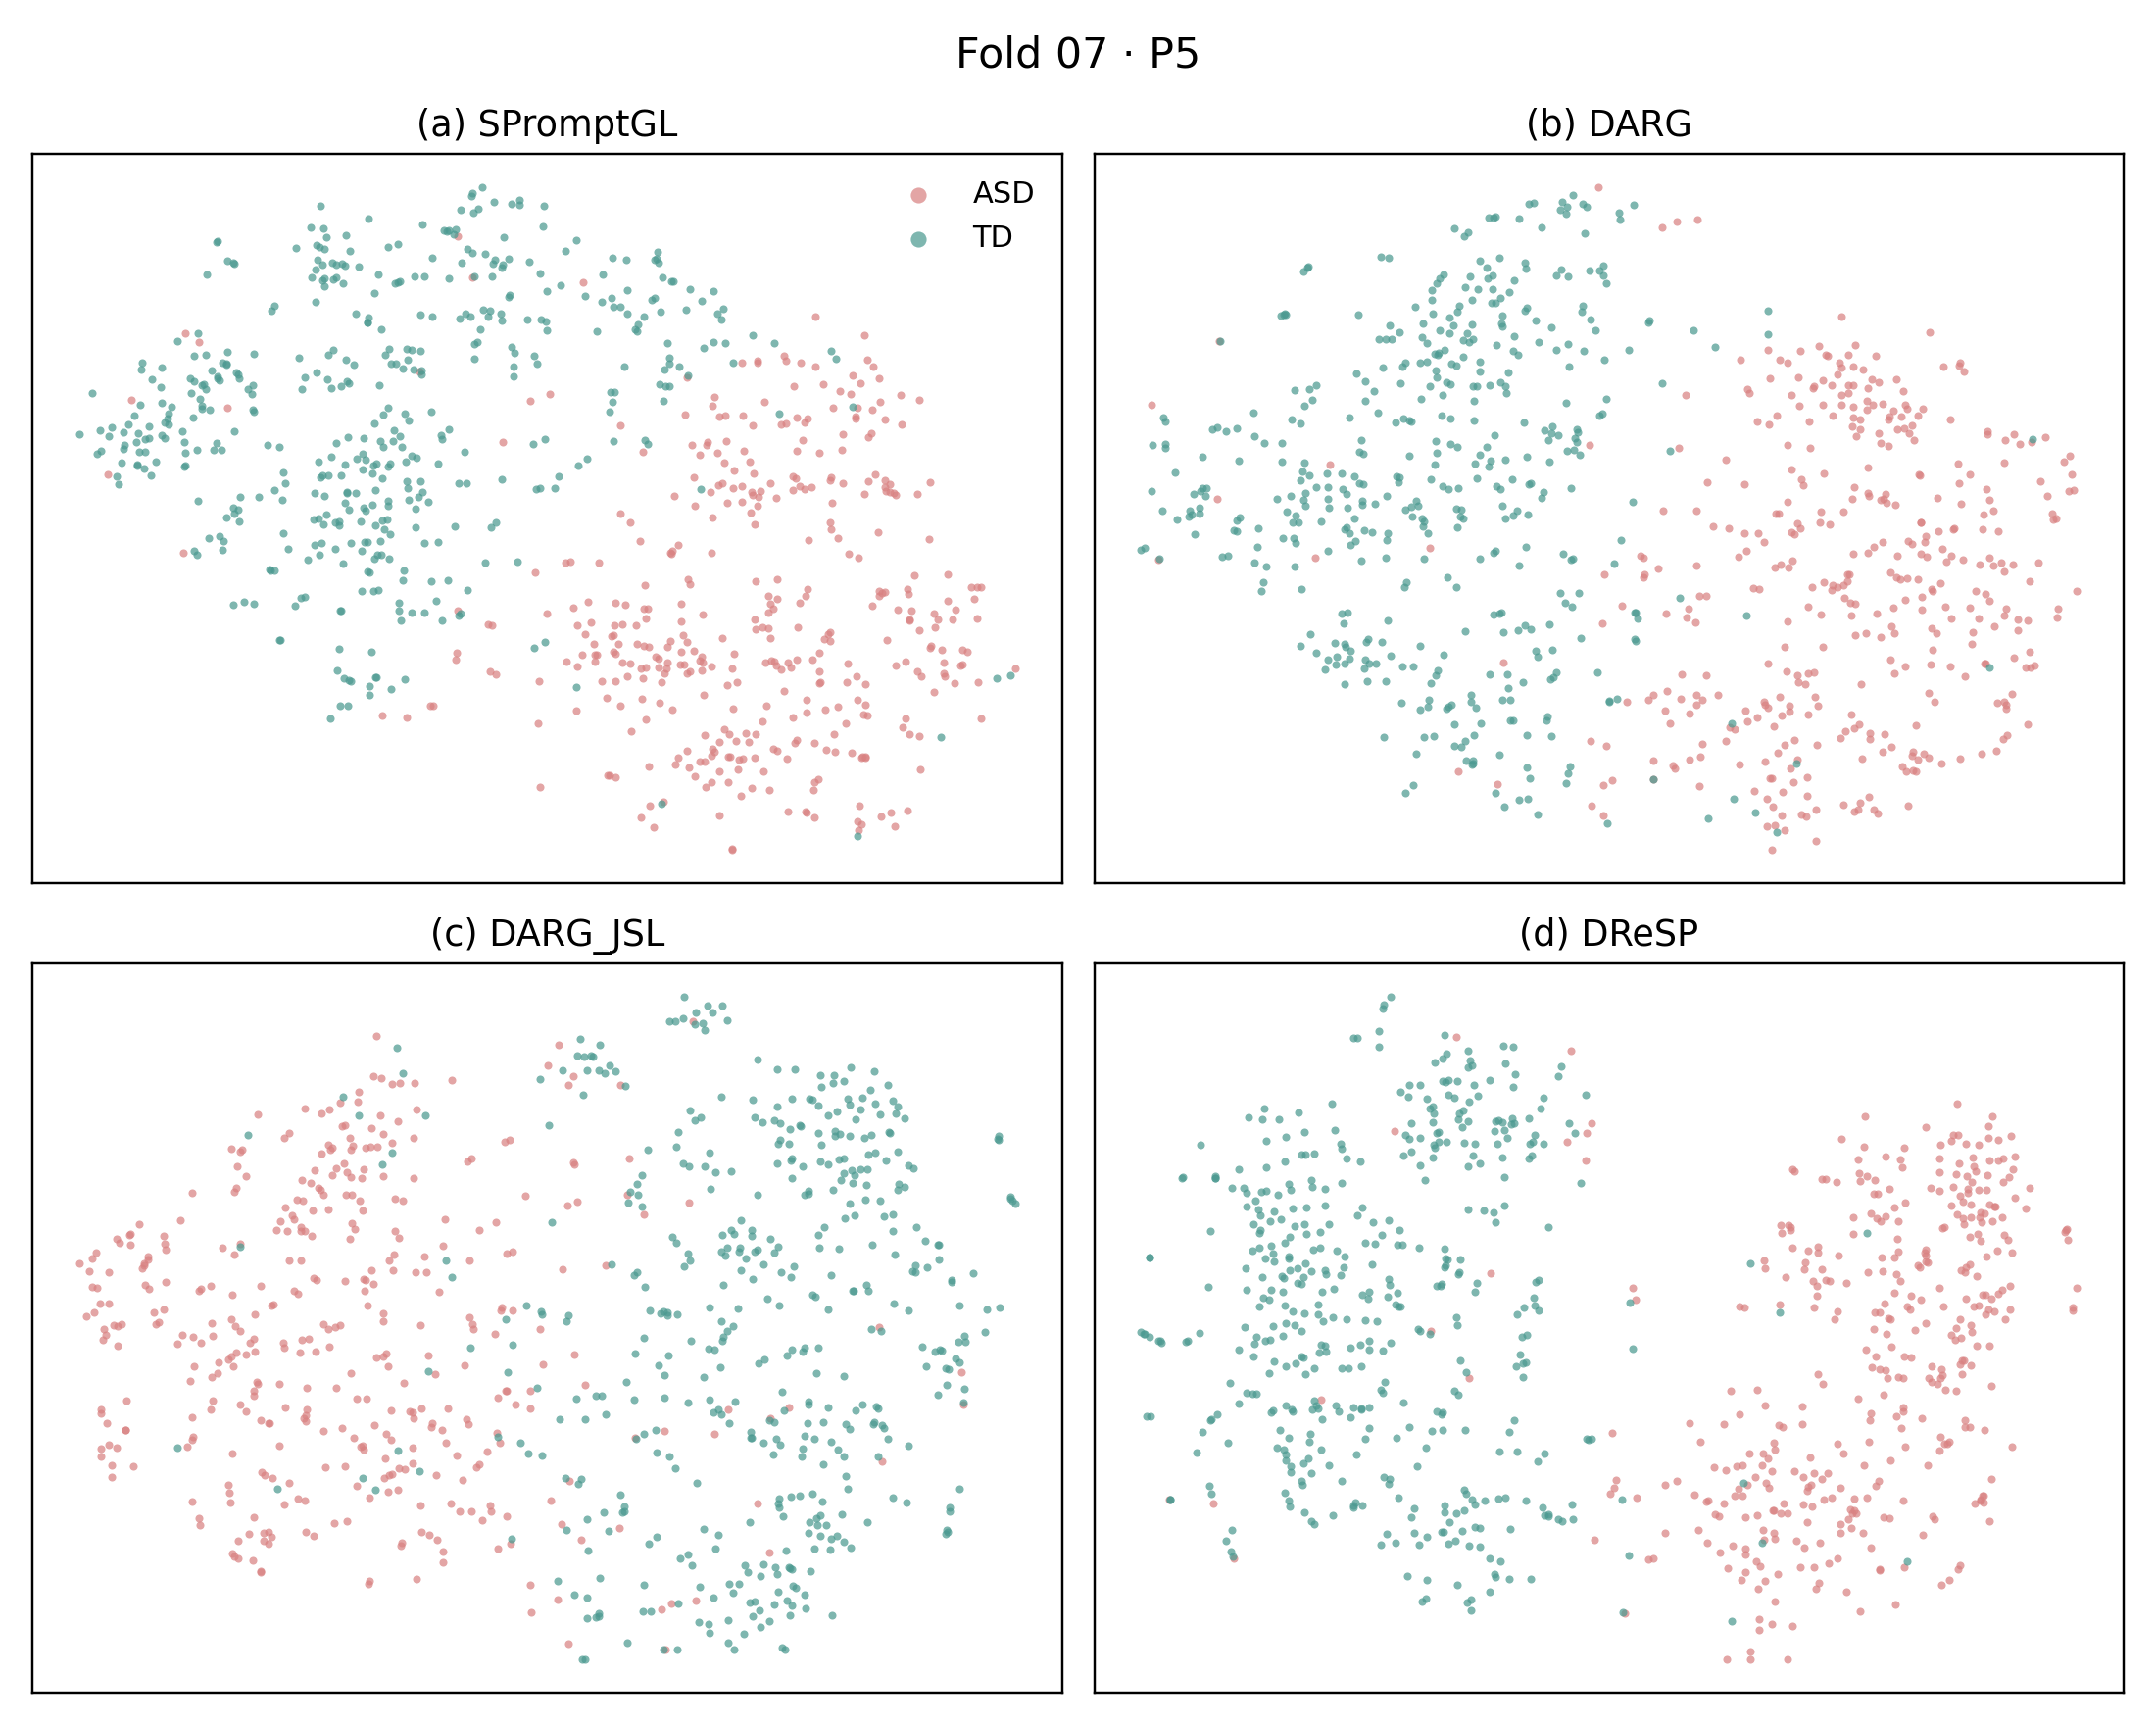 Fold 07 · P5
(a) SPromptGL
(b) DARG
ASD
TD
(c) DARG_JSL
(d) DReSP